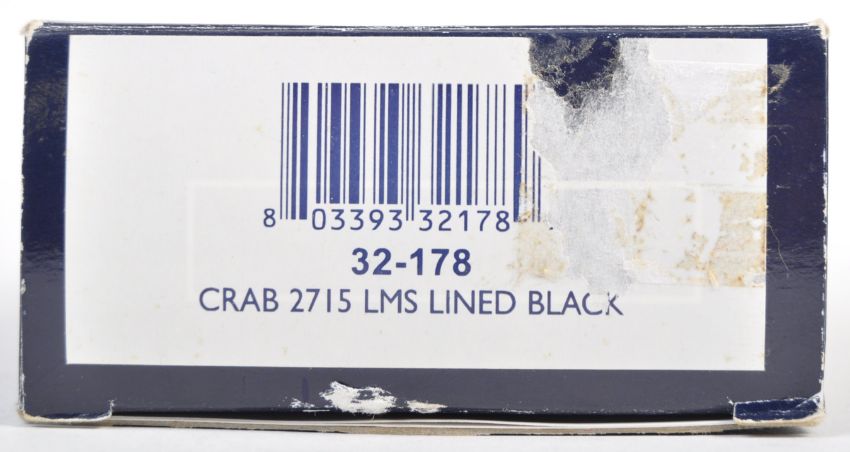 8 03393 32178
32-178
CRAB 2715 LMS LINED BLACK